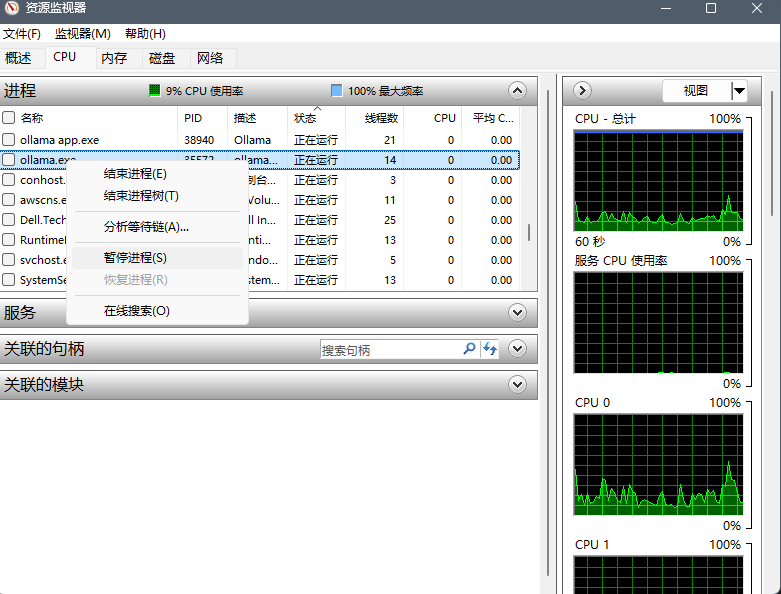 资源监视器
文件(F) 监视器(M) 帮助(H)
概述 CPU 内存 磁盘 网络
进程 9% CPU 使用率 100% 最大频率
名称 PID 描述 状态 线程数 CPU 平均 C...
ollama app.exe 38940 Ollama 正在运行 21 0 0.00
ollama.exe 35572 ollama... 正在运行 14 0 0.00
conhost. 制台... 正在运行 3 0 0.00
awscns.e Volu... 正在运行 11 0 0.00
Dell.Tech ll In... 正在运行 25 0 0.00
RuntimeB nti... 正在运行 13 0 0.00
svchost.e ndo... 正在运行 5 0 0.00
SystemSe stem... 正在运行 13 0 0.00
结束进程(E)
结束进程树(T)
分析等待链(A)...
暂停进程(S)
恢复进程(R)
在线搜索(O)
服务
关联的句柄 搜索句柄
关联的模块
视图
CPU - 总计 100%
60 秒 0%
服务 CPU 使用率 100%
0%
CPU 0 100%
0%
CPU 1 100%